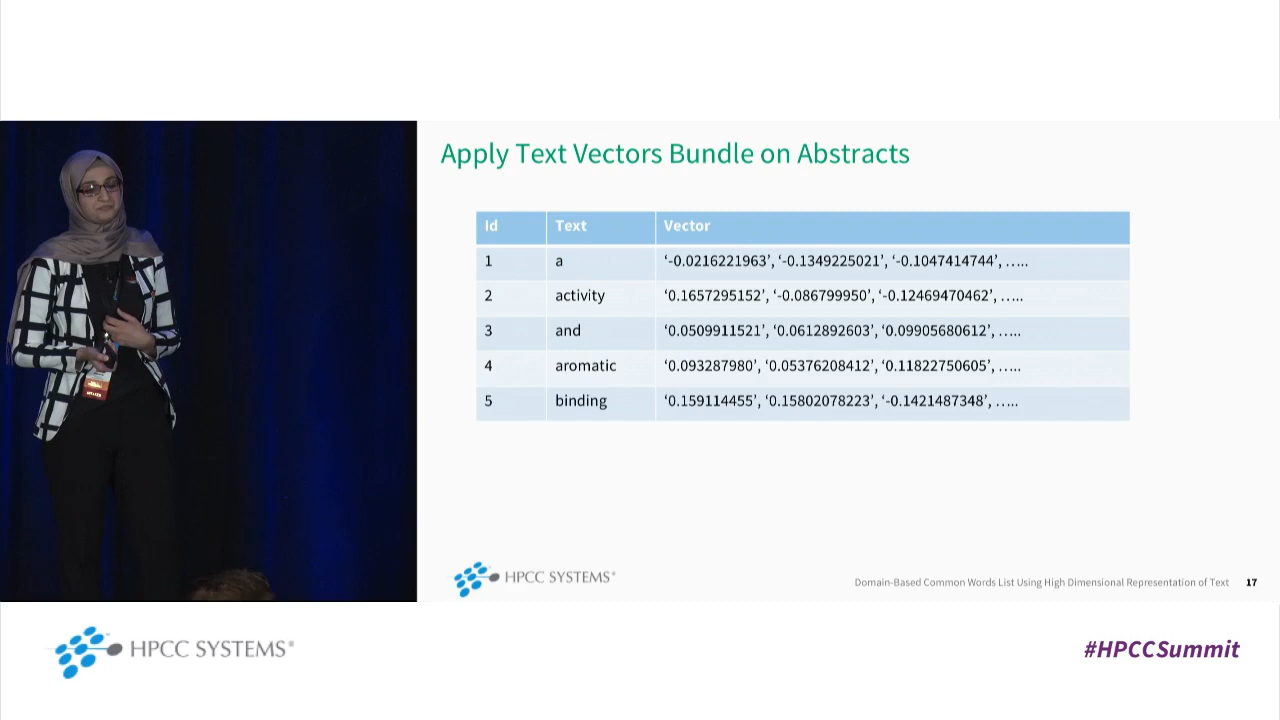 Apply Text Vectors Bundle on Abstracts
Id Text Vector
1 a ‘-0.0216221963’, ‘-0.1349225021’, ‘-0.1047414744’, …..
2 activity ‘0.1657295152’, ‘-0.086799950’, ‘-0.12469470462’, …..
3 and ‘0.0509911521’, ‘0.0612892603’, ‘0.09905680612’, …..
4 aromatic ‘0.093287980’, ‘0.05376208412’, ‘0.11822750605’, …..
5 binding ‘0.159114455’, ‘0.15802078223’, ‘-0.1421487348’, …..
HPCC SYSTEMS®
Domain-Based Common Words List Using High Dimensional Representation of Text 17
HPCC SYSTEMS®
#HPCCSummit